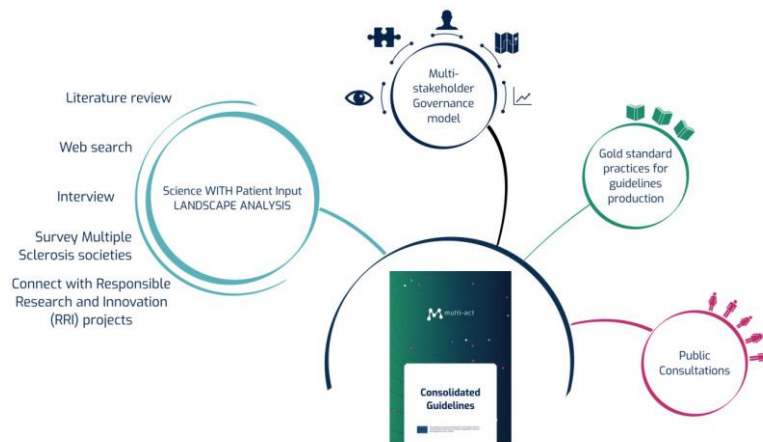 Literature review
Web search
Interview
Survey Multiple
Sclerosis societies
Connect with Responsible
Research and Innovation
(RRI) projects
Science WITH Patient Input
LANDSCAPE ANALYSIS
Multi-
stakeholder
Governance
model
Gold standard
practices for
guidelines
production
Public
Consultations
multi-act
Consolidated
Guidelines